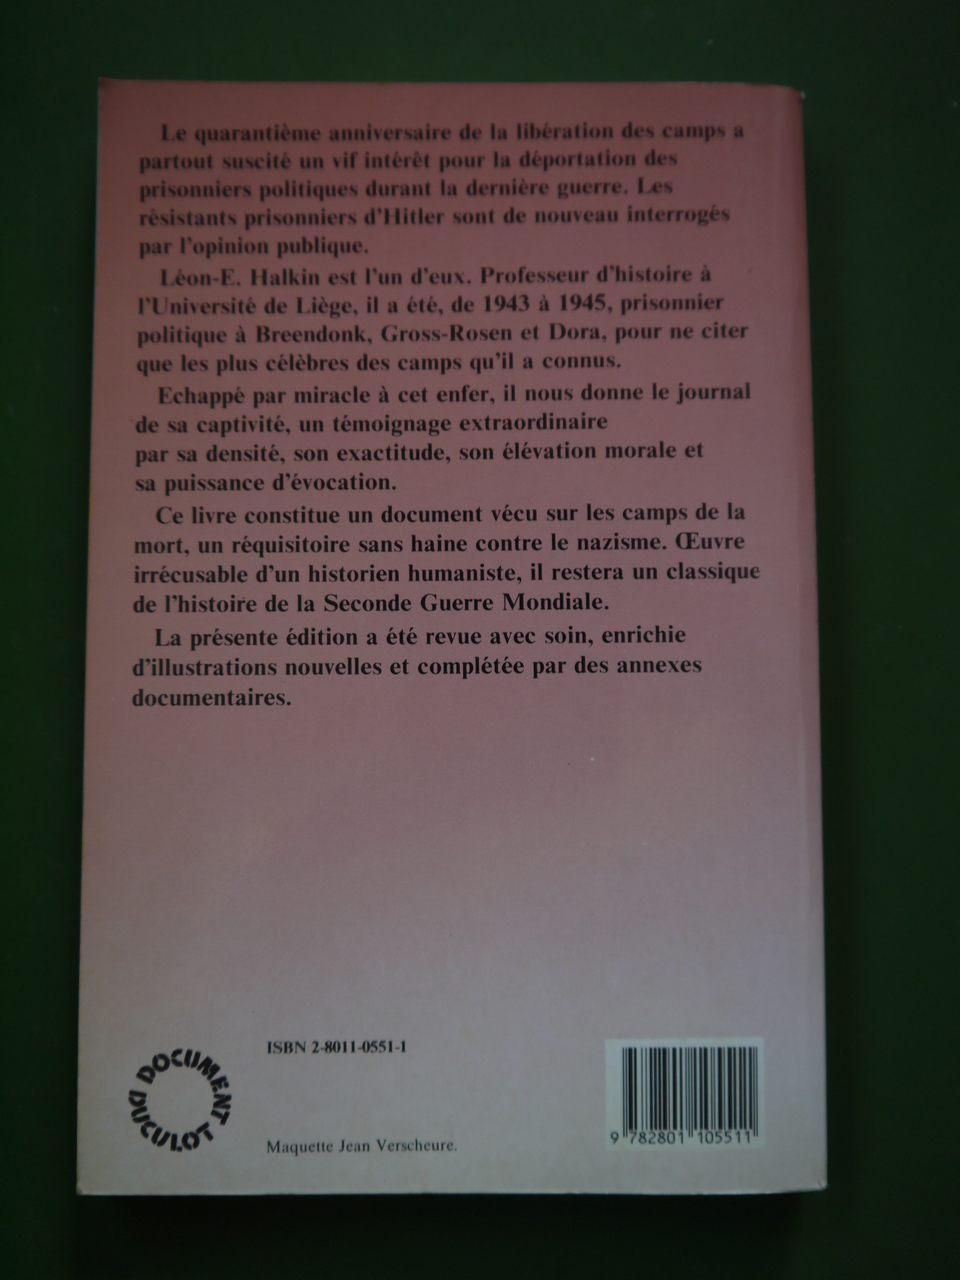 Le quarantième anniversaire de la libération des camps a
partout suscité un vif intérêt pour la déportation des
prisonniers politiques durant la dernière guerre. Les
résistants prisonniers d'Hitler sont de nouveau interrogés
par l'opinion publique.
Léon-E. Halkin est l'un d'eux. Professeur d'histoire à
l'Université de Liège, il a été, de 1943 à 1945, prisonnier
politique à Breendonk, Gross-Rosen et Dora, pour ne citer
que les plus célèbres des camps qu'il a connus.
Echappé par miracle à cet enfer, il nous donne le journal
de sa captivité, un témoignage extraordinaire
par sa densité, son exactitude, son élévation morale et
sa puissance d'évocation.
Ce livre constitue un document vécu sur les camps de la
mort, un réquisitoire sans haine contre le nazisme. Œuvre
irrécusable d'un historien humaniste, il restera un classique
de l'histoire de la Seconde Guerre Mondiale.
La présente édition a été revue avec soin, enrichie
d'illustrations nouvelles et complétée par des annexes
documentaires.
ISBN 2-8011-0551-1
DOCUMENT DUCULOT
Maquette Jean Verscheure.
9 782801 105511